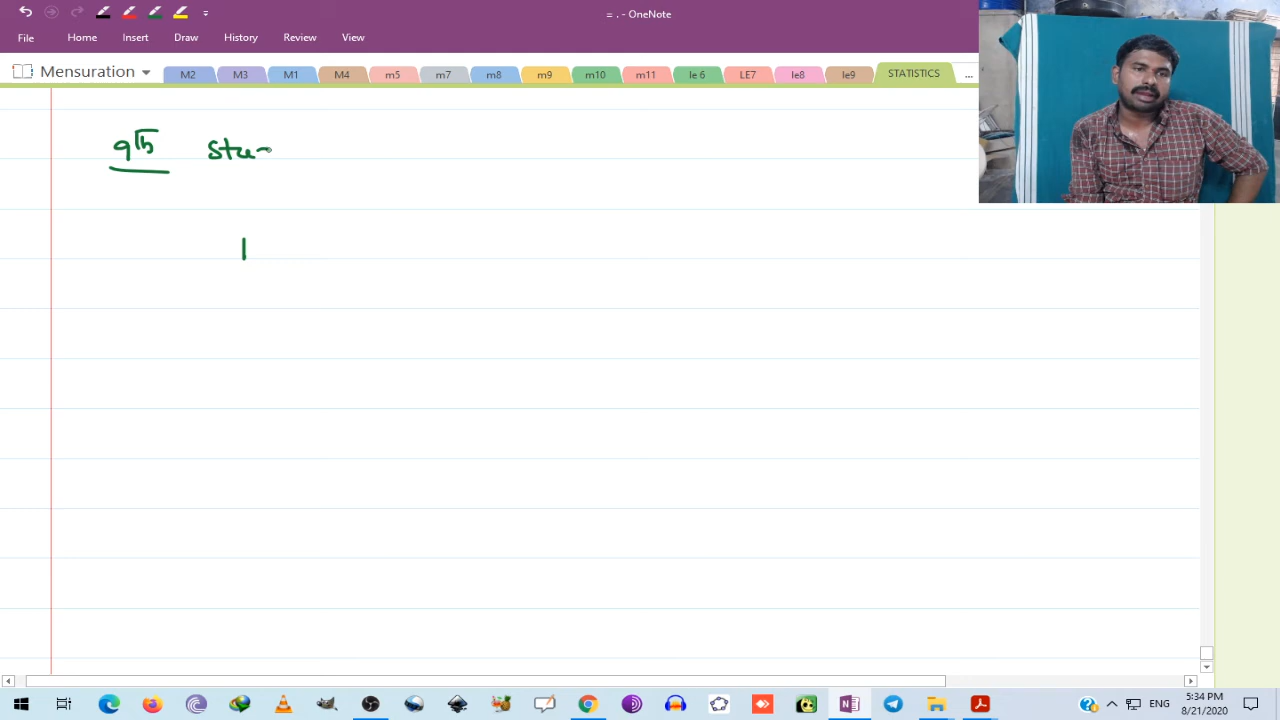 = . - OneNote
File Home Insert Draw History Review View
Mensuration M2 M3 M1 M4 m5 m7 m8 m9 m10 m11 le 6 LE7 le8 le9 STATISTICS ...
9th
|
5:34 PM
ENG
8/21/2020